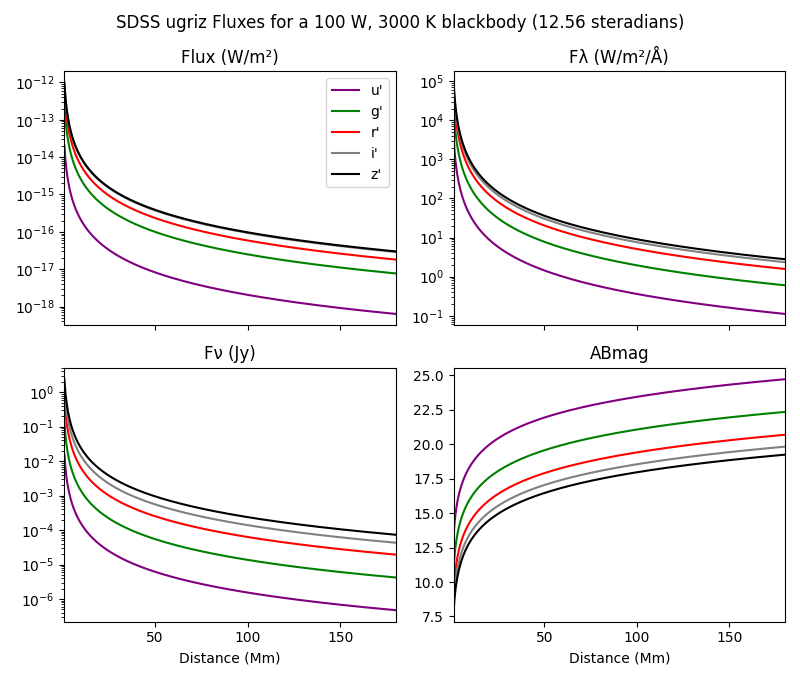 SDSS ugriz Fluxes for a 100 W, 3000 K blackbody (12.56 steradians)
Flux (W/m²)
10⁻¹²
10⁻¹³
10⁻¹⁴
10⁻¹⁵
10⁻¹⁶
10⁻¹⁷
10⁻¹⁸
u'
g'
r'
i'
z'
Fλ (W/m²/Å)
10⁵
10⁴
10³
10²
10¹
10⁰
10⁻¹
Fν (Jy)
10⁰
10⁻¹
10⁻²
10⁻³
10⁻⁴
10⁻⁵
10⁻⁶
50 100 150
Distance (Mm)
ABmag
25.0
22.5
20.0
17.5
15.0
12.5
10.0
7.5
50 100 150
Distance (Mm)